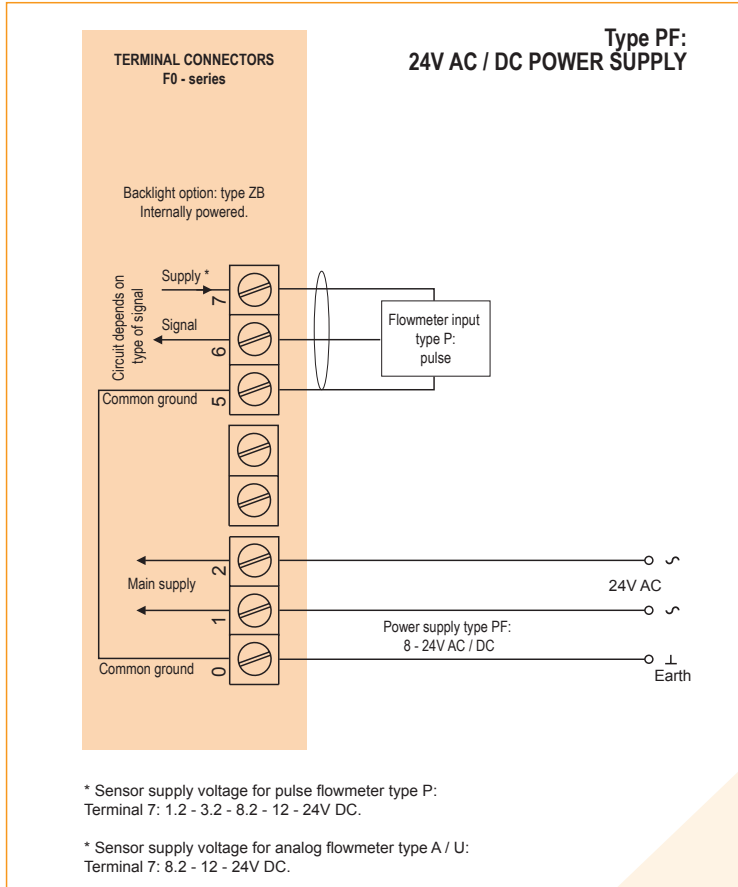 Type PF:
24V AC / DC POWER SUPPLY
TERMINAL CONNECTORS
F0 - series
Backlight option: type ZB
Internally powered.
Circuit depends on
type of signal
Supply *
7
Signal
6
Common ground
5
Flowmeter input
type P:
pulse
2
Main supply
1
24V AC
Power supply type PF:
8 - 24V AC / DC
Common ground
0
Earth
* Sensor supply voltage for pulse flowmeter type P:
Terminal 7: 1.2 - 3.2 - 8.2 - 12 - 24V DC.
* Sensor supply voltage for analog flowmeter type A / U:
Terminal 7: 8.2 - 12 - 24V DC.